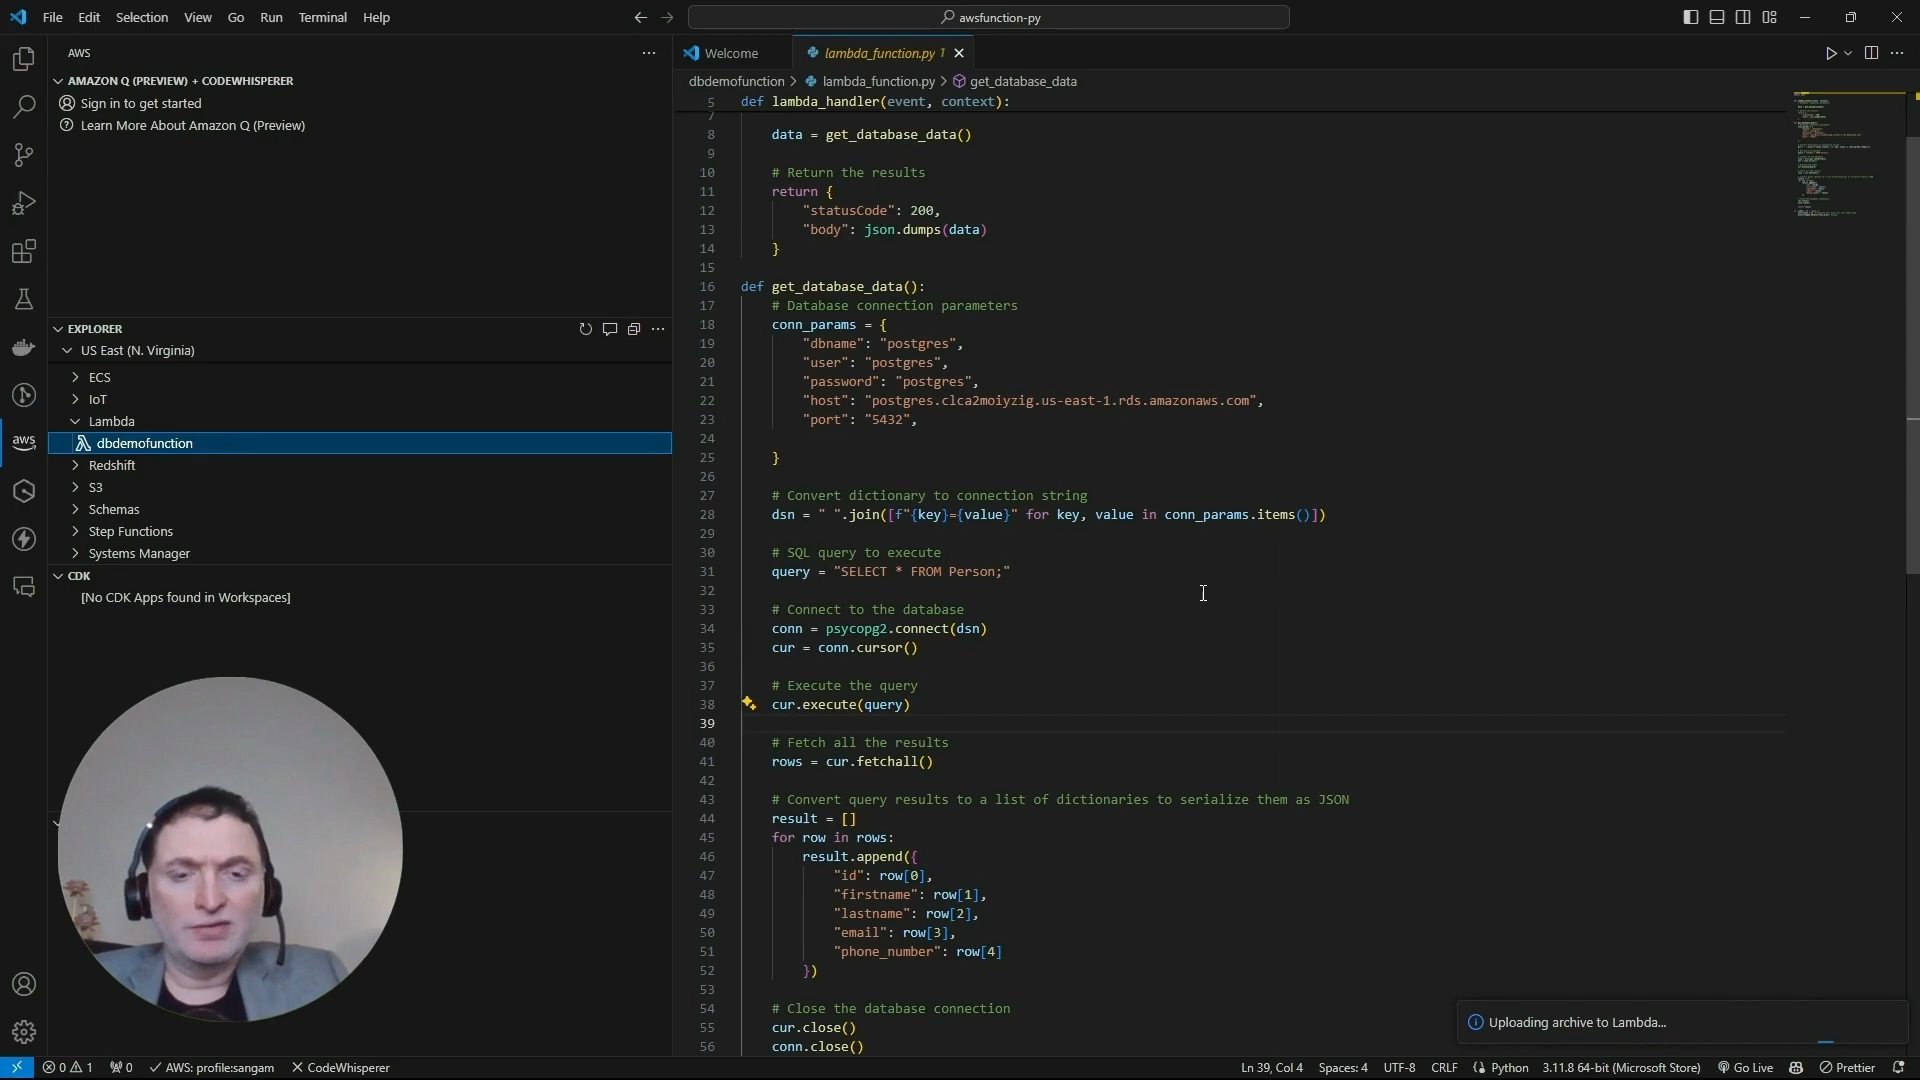 File Edit Selection View Go Run Terminal Help
awsfunction-py
AWS
AMAZON Q (PREVIEW) + CODEWHISPERER
Sign in to get started
Learn More About Amazon Q (Preview)
EXPLORER
US East (N. Virginia)
ECS
IoT
Lambda
dbdemofunction
Redshift
S3
Schemas
Step Functions
Systems Manager
CDK
[No CDK Apps found in Workspaces]
aws
Welcome
lambda_function.py 1
dbdemofunction > lambda_function.py > get_database_data
5 def lambda_handler(event, context):
7
8 data = get_database_data()
9
10 # Return the results
11 return {
12 "statusCode": 200,
13 "body": json.dumps(data)
14 }
15
16 def get_database_data():
17 # Database connection parameters
18 conn_params = {
19 "dbname": "postgres",
20 "user": "postgres",
21 "password": "postgres",
22 "host": "postgres.clca2moiyzig.us-east-1.rds.amazonaws.com",
23 "port": "5432",
24
25 }
26
27 # Convert dictionary to connection string
28 dsn = " ".join([f"{key}={value}" for key, value in conn_params.items()])
29
30 # SQL query to execute
31 query = "SELECT * FROM Person;"
32
33 # Connect to the database
34 conn = psycopg2.connect(dsn)
35 cur = conn.cursor()
36
37 # Execute the query
38 cur.execute(query)
39
40 # Fetch all the results
41 rows = cur.fetchall()
42
43 # Convert query results to a list of dictionaries to serialize them as JSON
44 result = []
45 for row in rows:
46 result.append({
47 "id": row[0],
48 "firstname": row[1],
49 "lastname": row[2],
50 "email": row[3],
51 "phone_number": row[4]
52 })
53
54 # Close the database connection
55 cur.close()
56 conn.close()
Uploading archive to Lambda...
0 1 0 AWS: profile:sangam CodeWhisperer
Ln 39, Col 4 Spaces: 4 UTF-8 CRLF Python 3.11.8 64-bit (Microsoft Store) Go Live Prettier